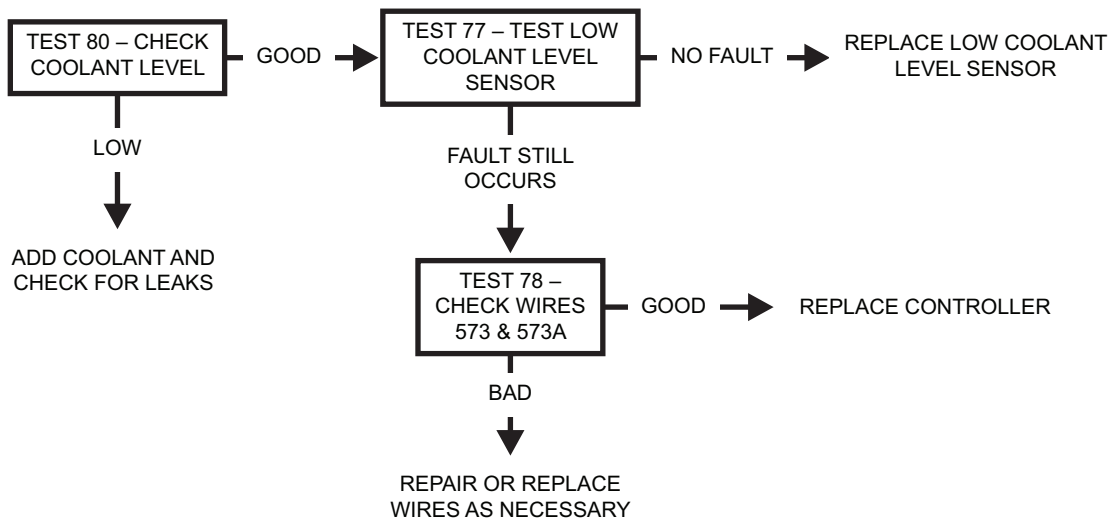 TEST 80 – CHECK
COOLANT LEVEL
GOOD
TEST 77 – TEST LOW
COOLANT LEVEL
SENSOR
NO FAULT
REPLACE LOW COOLANT
LEVEL SENSOR
LOW
ADD COOLANT AND
CHECK FOR LEAKS
FAULT STILL
OCCURS
TEST 78 –
CHECK WIRES
573 & 573A
GOOD
REPLACE CONTROLLER
BAD
REPAIR OR REPLACE
WIRES AS NECESSARY